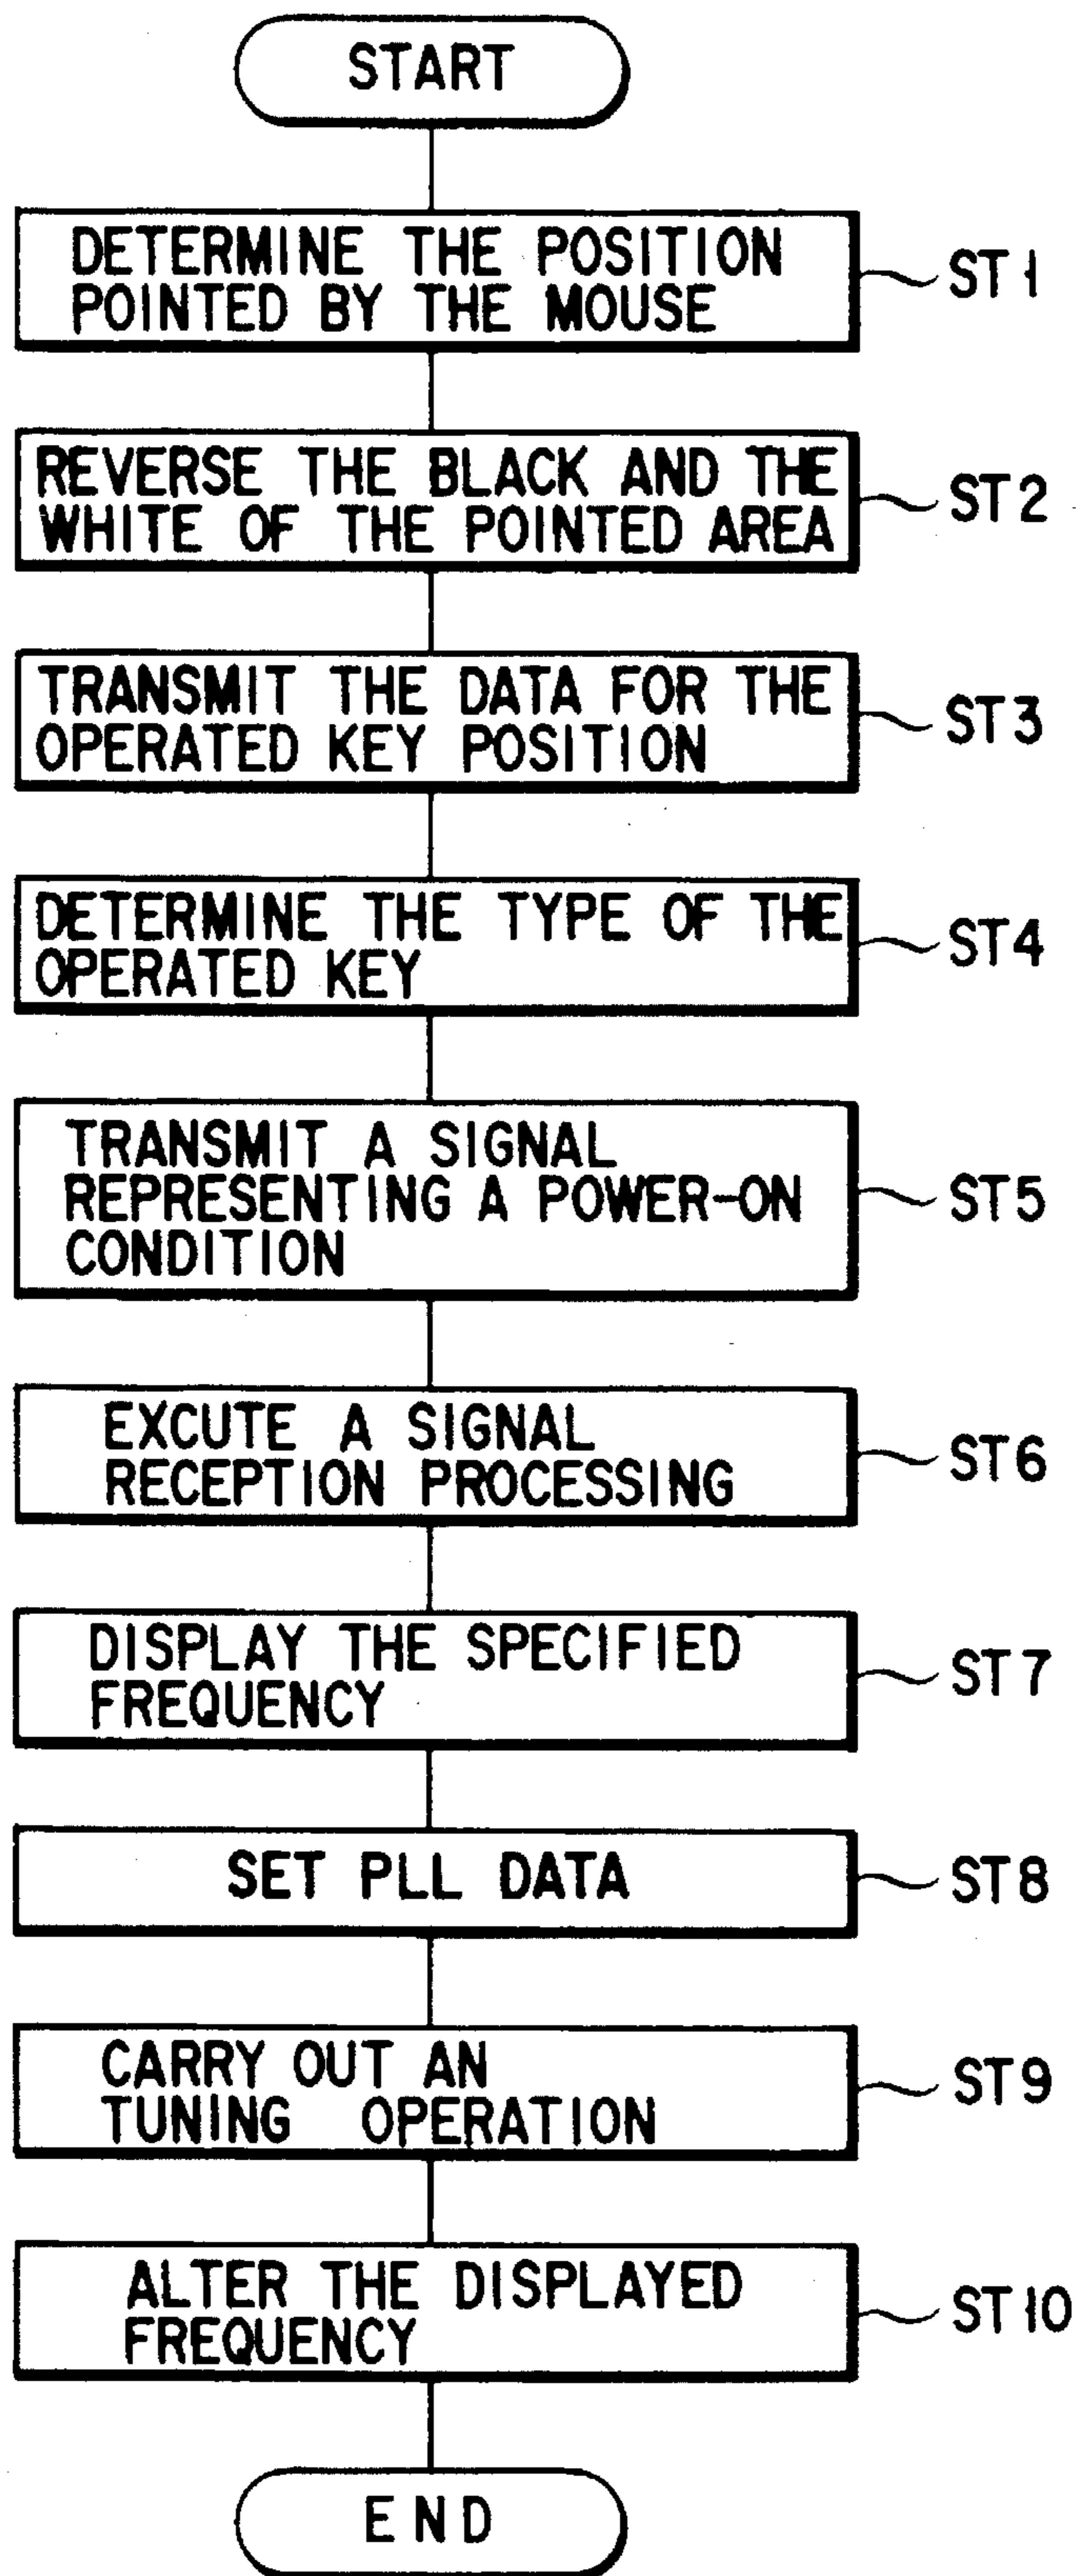 START
DETERMINE THE POSITION
POINTED BY THE MOUSE
ST1
REVERSE THE BLACK AND THE
WHITE OF THE POINTED AREA
ST2
TRANSMIT THE DATA FOR THE
OPERATED KEY POSITION
ST3
DETERMINE THE TYPE OF THE
OPERATED KEY
ST4
TRANSMIT A SIGNAL
REPRESENTING A POWER-ON
CONDITION
ST5
EXCUTE A SIGNAL
RECEPTION PROCESSING
ST6
DISPLAY THE SPECIFIED
FREQUENCY
ST7
SET PLL DATA
ST8
CARRY OUT AN
TUNING OPERATION
ST9
ALTER THE DISPLAYED
FREQUENCY
ST10
END